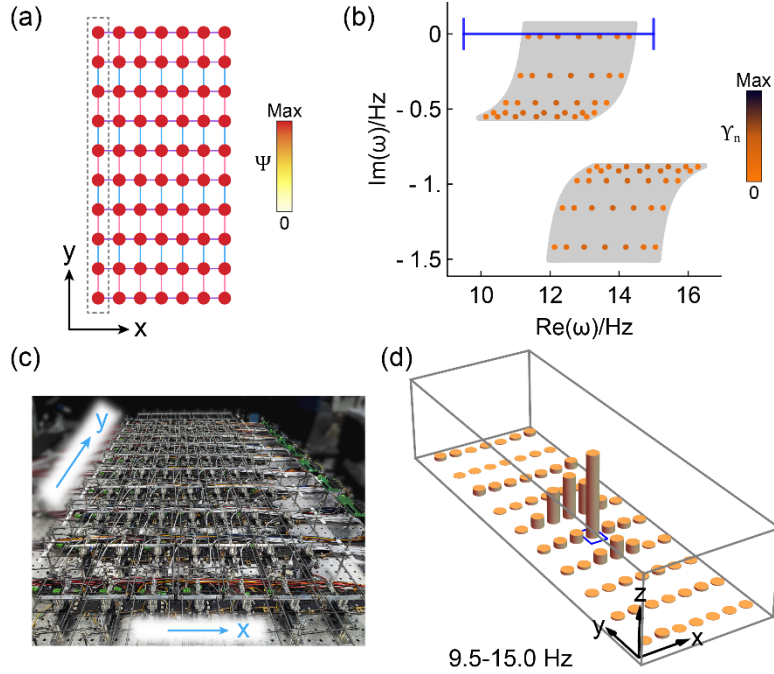 (a)
Max
Ψ
0
y
x
(b)
0
- 0.5
- 1.
- 1.5
Im(ω)/Hz
10
12
14
16
Re(ω)/Hz
Max
Υn
0
(c)
y
x
(d)
z
y
x
9.5-15.0 Hz